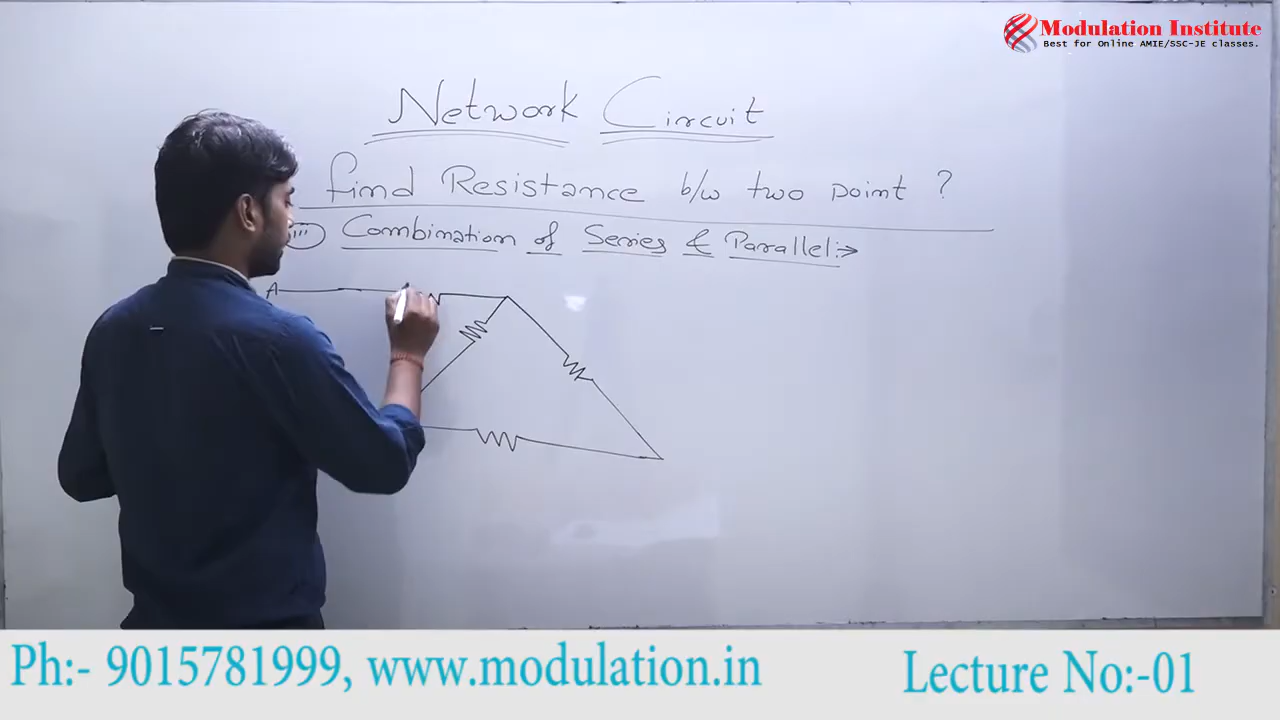 Modulation Institute
Best for Online AMIE/SSC-JE classes.
Network Circuit
find Resistance b/w two point ?
iii Combination of Series & Parallel:→
A
Ph:- 9015781999, www.modulation.in
Lecture No:-01